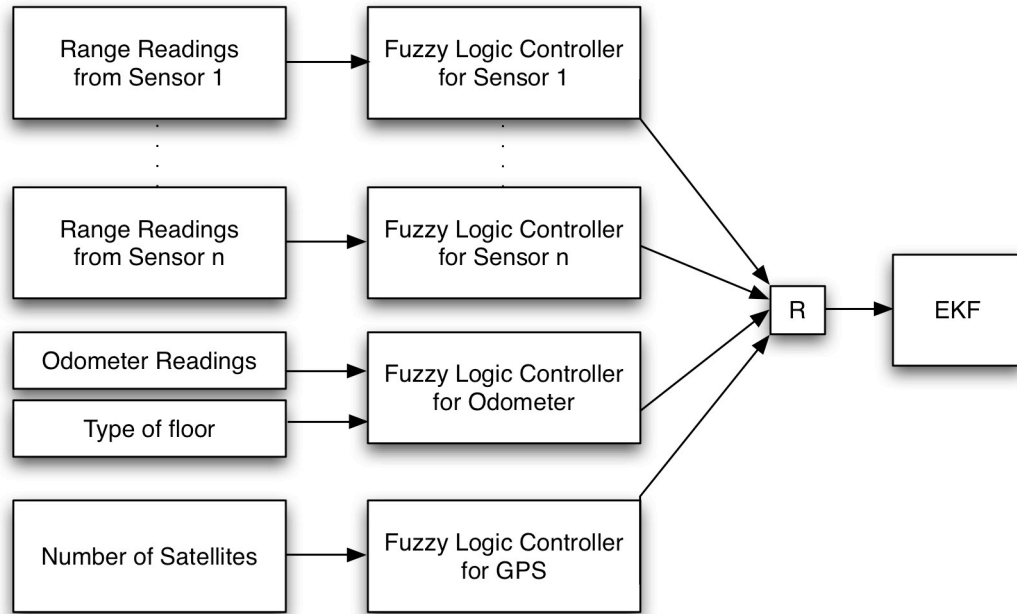 Range Readings
from Sensor 1
Fuzzy Logic Controller
for Sensor 1
Range Readings
from Sensor n
Fuzzy Logic Controller
for Sensor n
Odometer Readings
Type of floor
Fuzzy Logic Controller
for Odometer
Number of Satellites
Fuzzy Logic Controller
for GPS
R
EKF